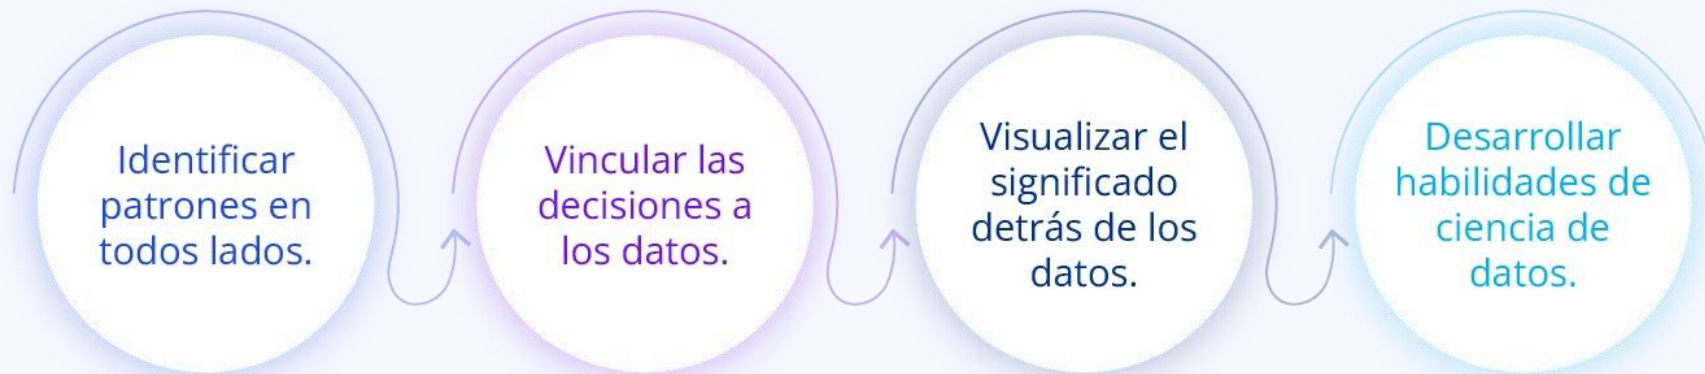 Identificar
patrones en
todos lados.
Vincular las
decisiones a
los datos.
Visualizar el
significado
detrás de los
datos.
Desarrollar
habilidades de
ciencia de
datos.